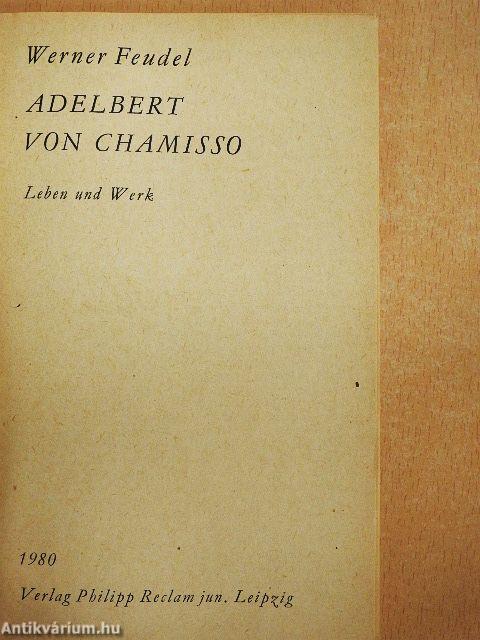 Werner Feudel
ADELBERT
VON CHAMISSO
Leben und Werk
1980
Verlag Philipp Reclam jun. Leipzig
Antikvárium.hu